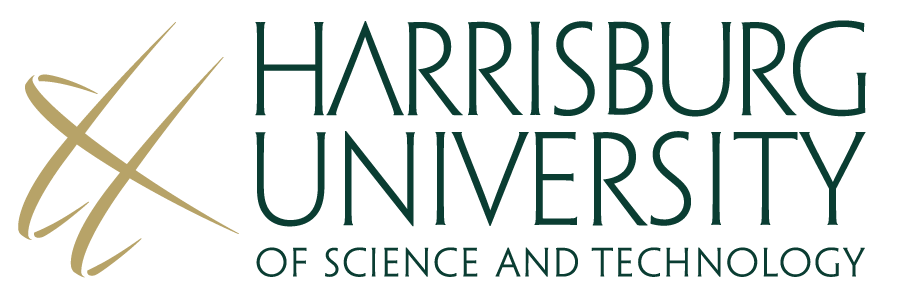 HARRISBURG
UNIVERSITY
OF SCIENCE AND TECHNOLOGY